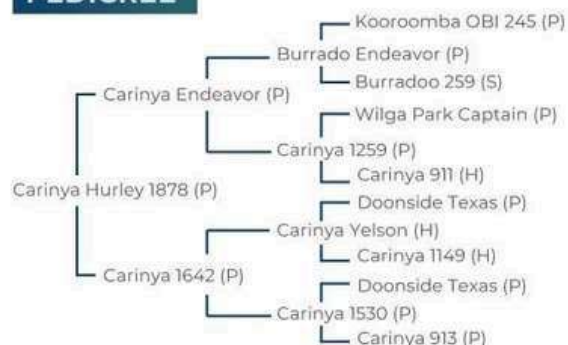 PEDIGREE
Kooroomba OBI 245 (P)
Burrado Endeavor (P)
Burradoo 259 (S)
Carinya Endeavor (P)
Wilga Park Captain (P)
Carinya 1259 (P)
Carinya 911 (H)
Carinya Hurley 1878 (P)
Doonside Texas (P)
Carinya Yelson (H)
Carinya 1149 (H)
Carinya 1642 (P)
Doonside Texas (P)
Carinya 1530 (P)
Carinya 913 (P)